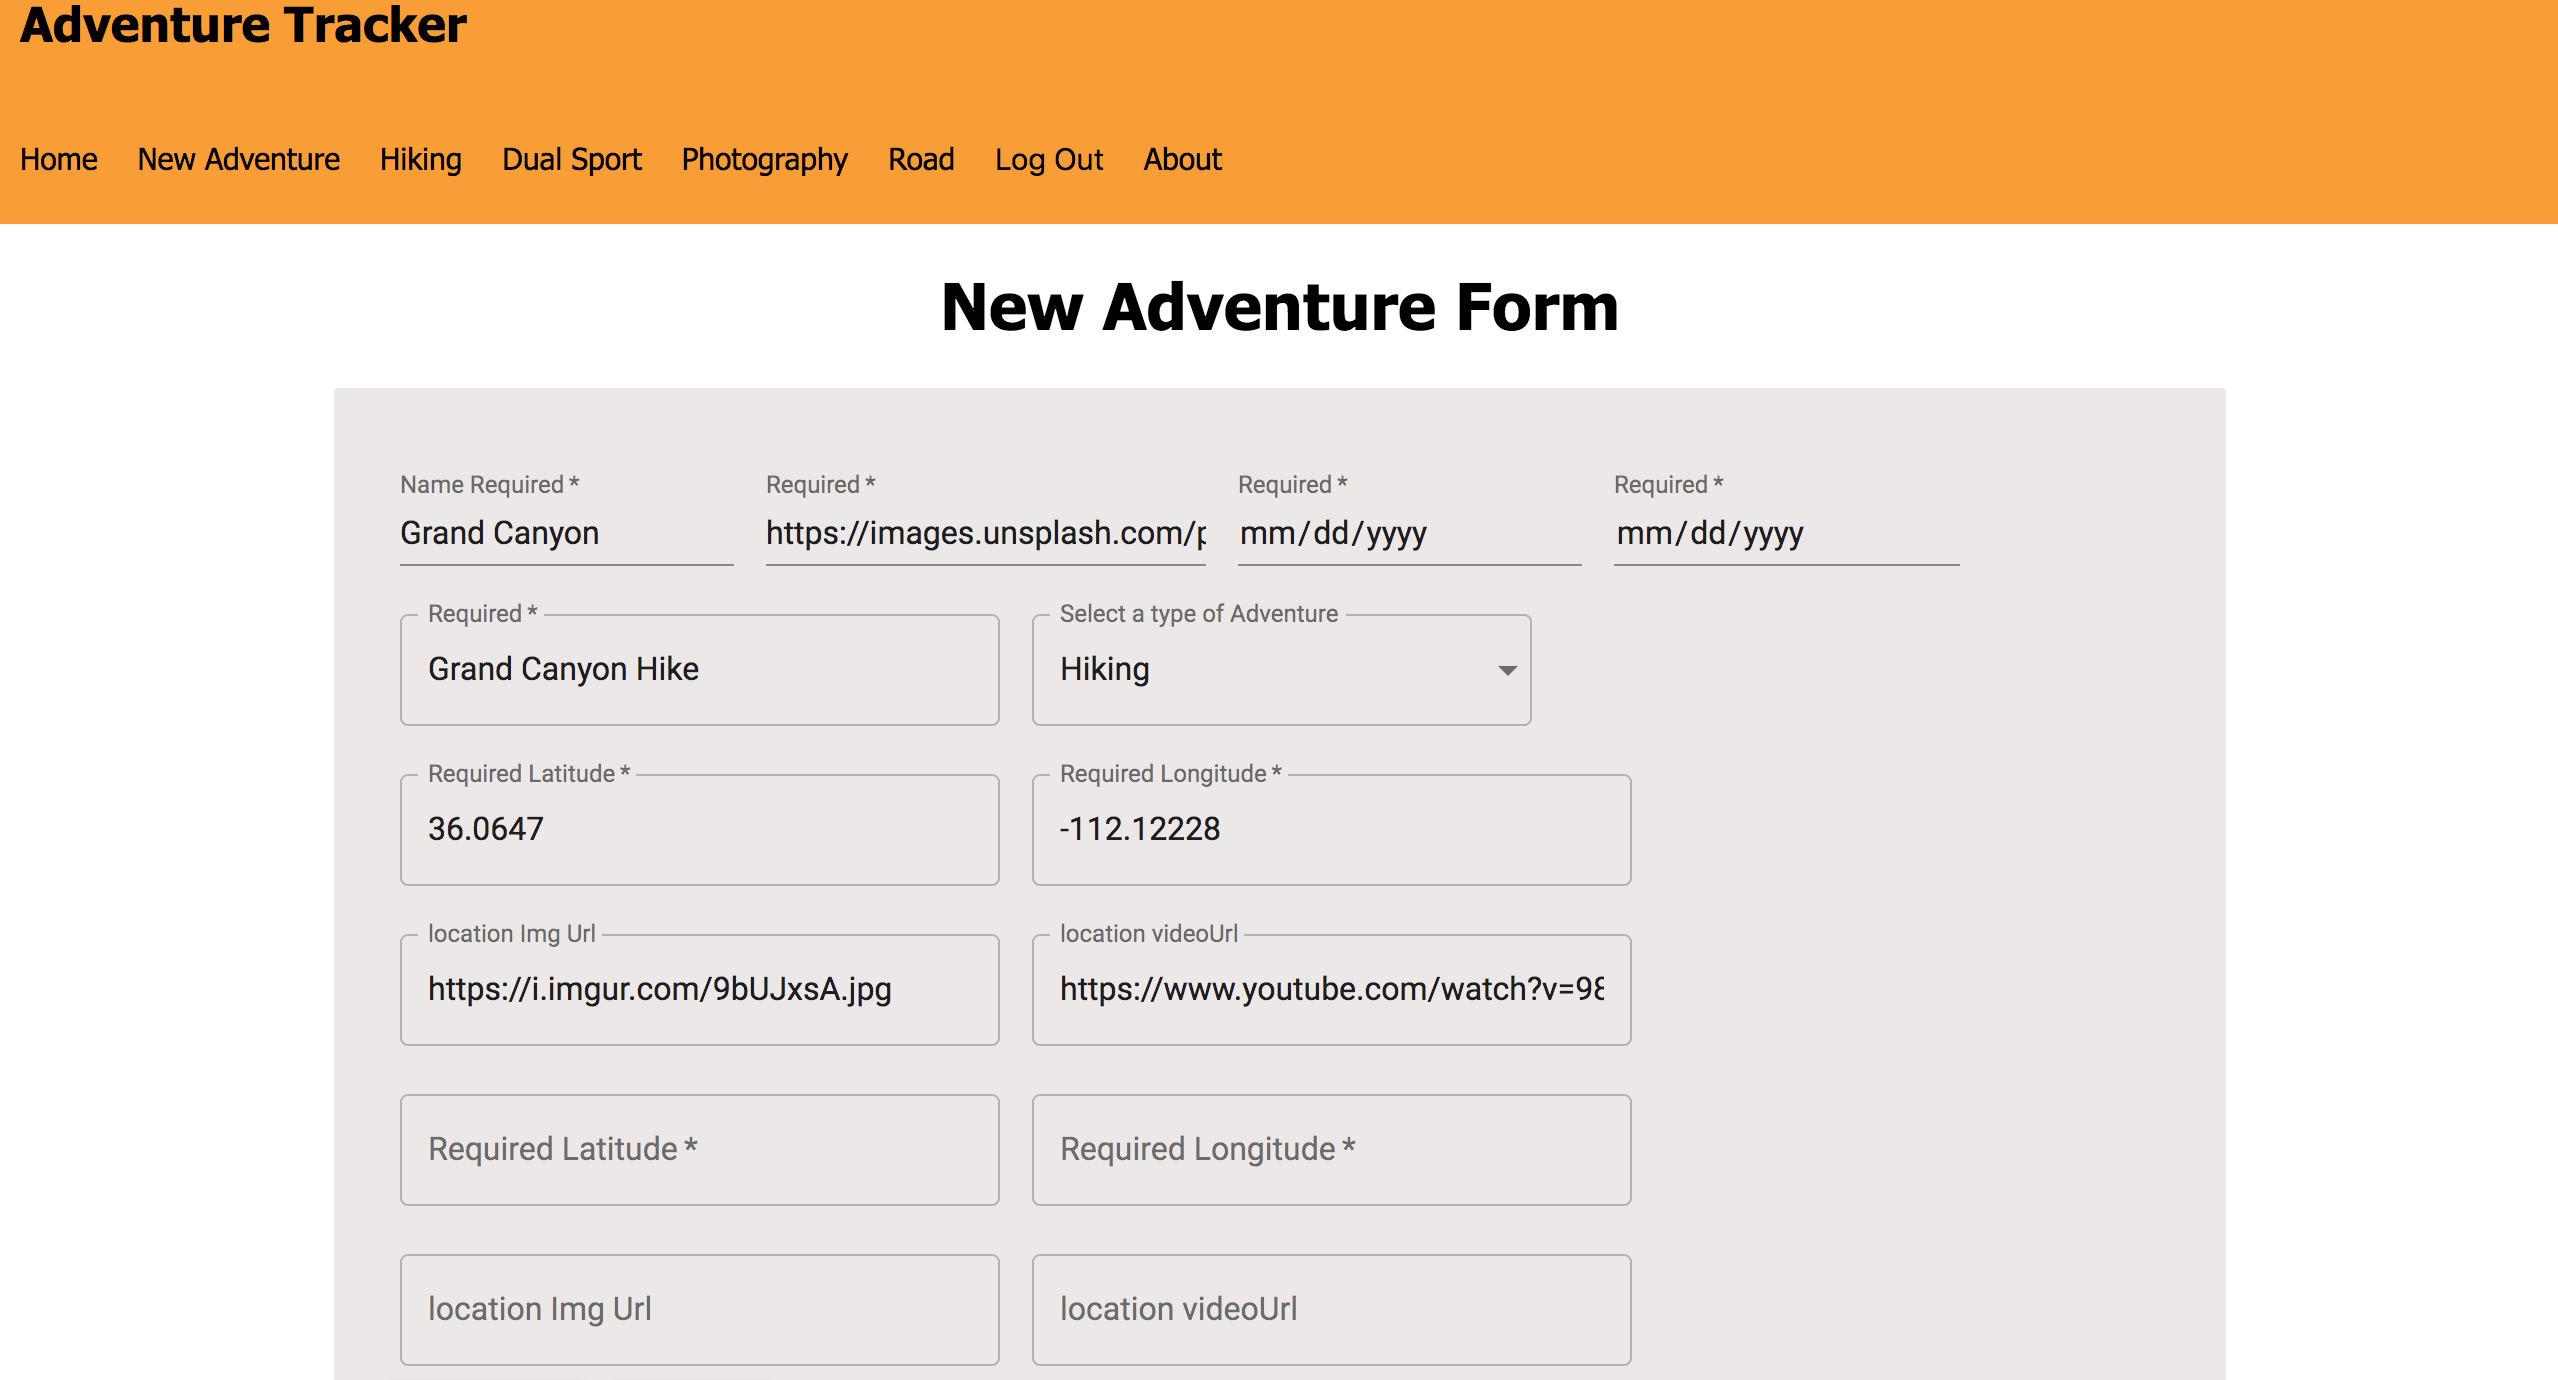 Adventure Tracker
Home New Adventure Hiking Dual Sport Photography Road Log Out About
New Adventure Form
Name Required * Required * Required * Required *
Grand Canyon https://images.unsplash.com/p mm/dd/yyyy mm/dd/yyyy
Required * Select a type of Adventure
Grand Canyon Hike Hiking
Required Latitude * Required Longitude *
36.0647 -112.12228
location Img Url location videoUrl
https://i.imgur.com/9bUJxsA.jpg https://www.youtube.com/watch?v=98
Required Latitude * Required Longitude *
location Img Url location videoUrl